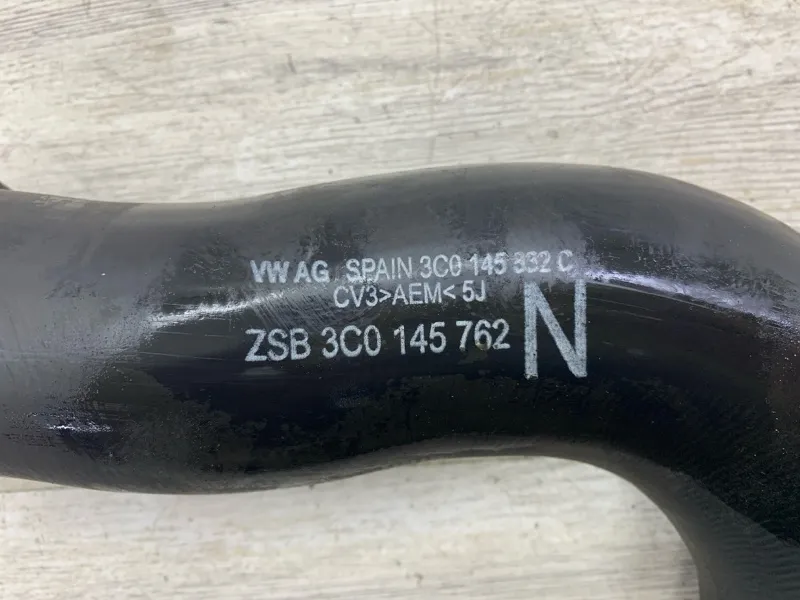 VW AG SPAIN 3C0 145 832 C
CV3>AEM< 5J
ZSB 3C0 145 762 N